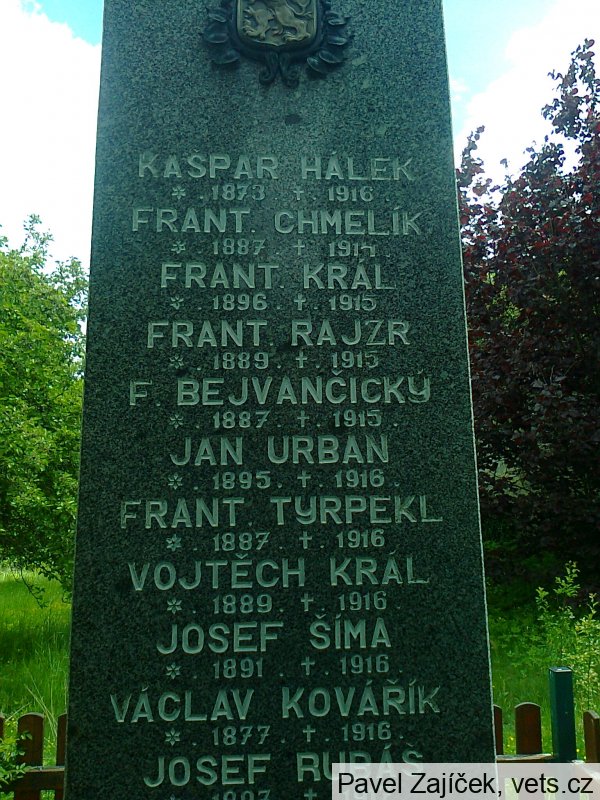 KAŠPAR HÁLEK
* 1873 . † . 1916 .
FRANT. CHMELÍK
* . 1887 . † . 1914 .
FRANT. KRÁL
* . 1896 . † . 1915 .
FRANT. RAJZR
* . 1889 . † . 1915 .
F. BEJVANČICKÝ
* . 1887 . † . 1915 .
JAN URBAN
* . 1895 . † . 1916 .
FRANT. TYRPEKL
* . 1887 . † . 1916 .
VOJTĚCH KRÁL
* . 1889 . † . 1916 .
JOSEF ŠÍMA
* . 1891 . † . 1916 .
VÁCLAV KOVÁŘÍK
* . 1877 . † . 1916 .
JOSEF RUBÁŠ
Pavel Zajíček, vets.cz